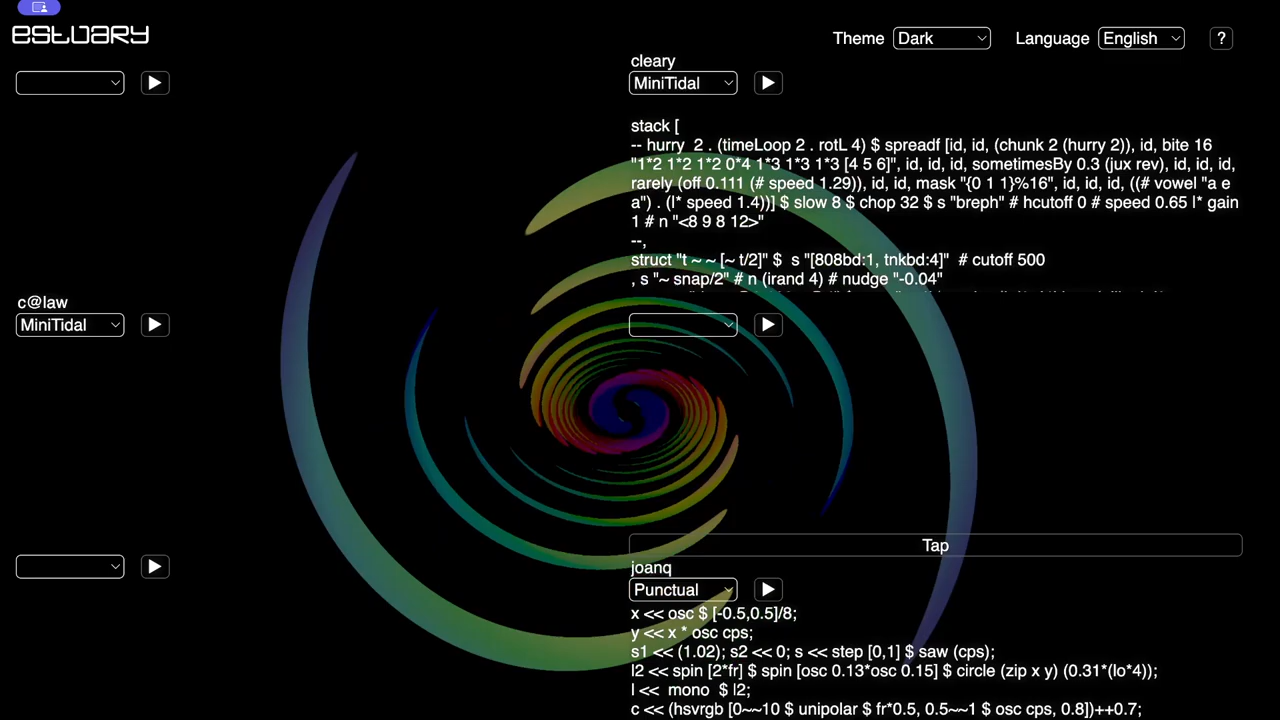 estuary
Theme Dark Language English ?
cleary
MiniTidal
stack [
-- hurry 2 . (timeLoop 2 . rotL 4) $ spreadf [id, id, (chunk 2 (hurry 2)), id, bite 16
"1*2 1*2 1*2 0*4 1*3 1*3 1*3 [4 5 6]", id, id, id, sometimesBy 0.3 (jux rev), id, id, id,
rarely (off 0.111 (# speed 1.29)), id, id, mask "{0 1 1}%16", id, id, id, ((# vowel "a e
a") . (|* speed 1.4))] $ slow 8 $ chop 32 $ s "breph" # hcutoff 0 # speed 0.65 |* gain
1 # n "<8 9 8 12>"
--,
struct "t ~ ~ [~ t/2]" $ s "[808bd:1, tnkbd:4]" # cutoff 500
, s "~ snap/2" # n (irand 4) # nudge "-0.04"
c@law
MiniTidal
Tap
joanq
Punctual
x << osc $ [-0.5,0.5]/8;
y << x * osc cps;
s1 << (1.02); s2 << 0; s << step [0,1] $ saw (cps);
l2 << spin [2*fr] $ spin [osc 0.13*osc 0.15] $ circle (zip x y) (0.31*(lo*4));
l << mono $ l2;
c << (hsvrgb [0~~10 $ unipolar $ fr*0.5, 0.5~~1 $ osc cps, 0.8])++0.7;